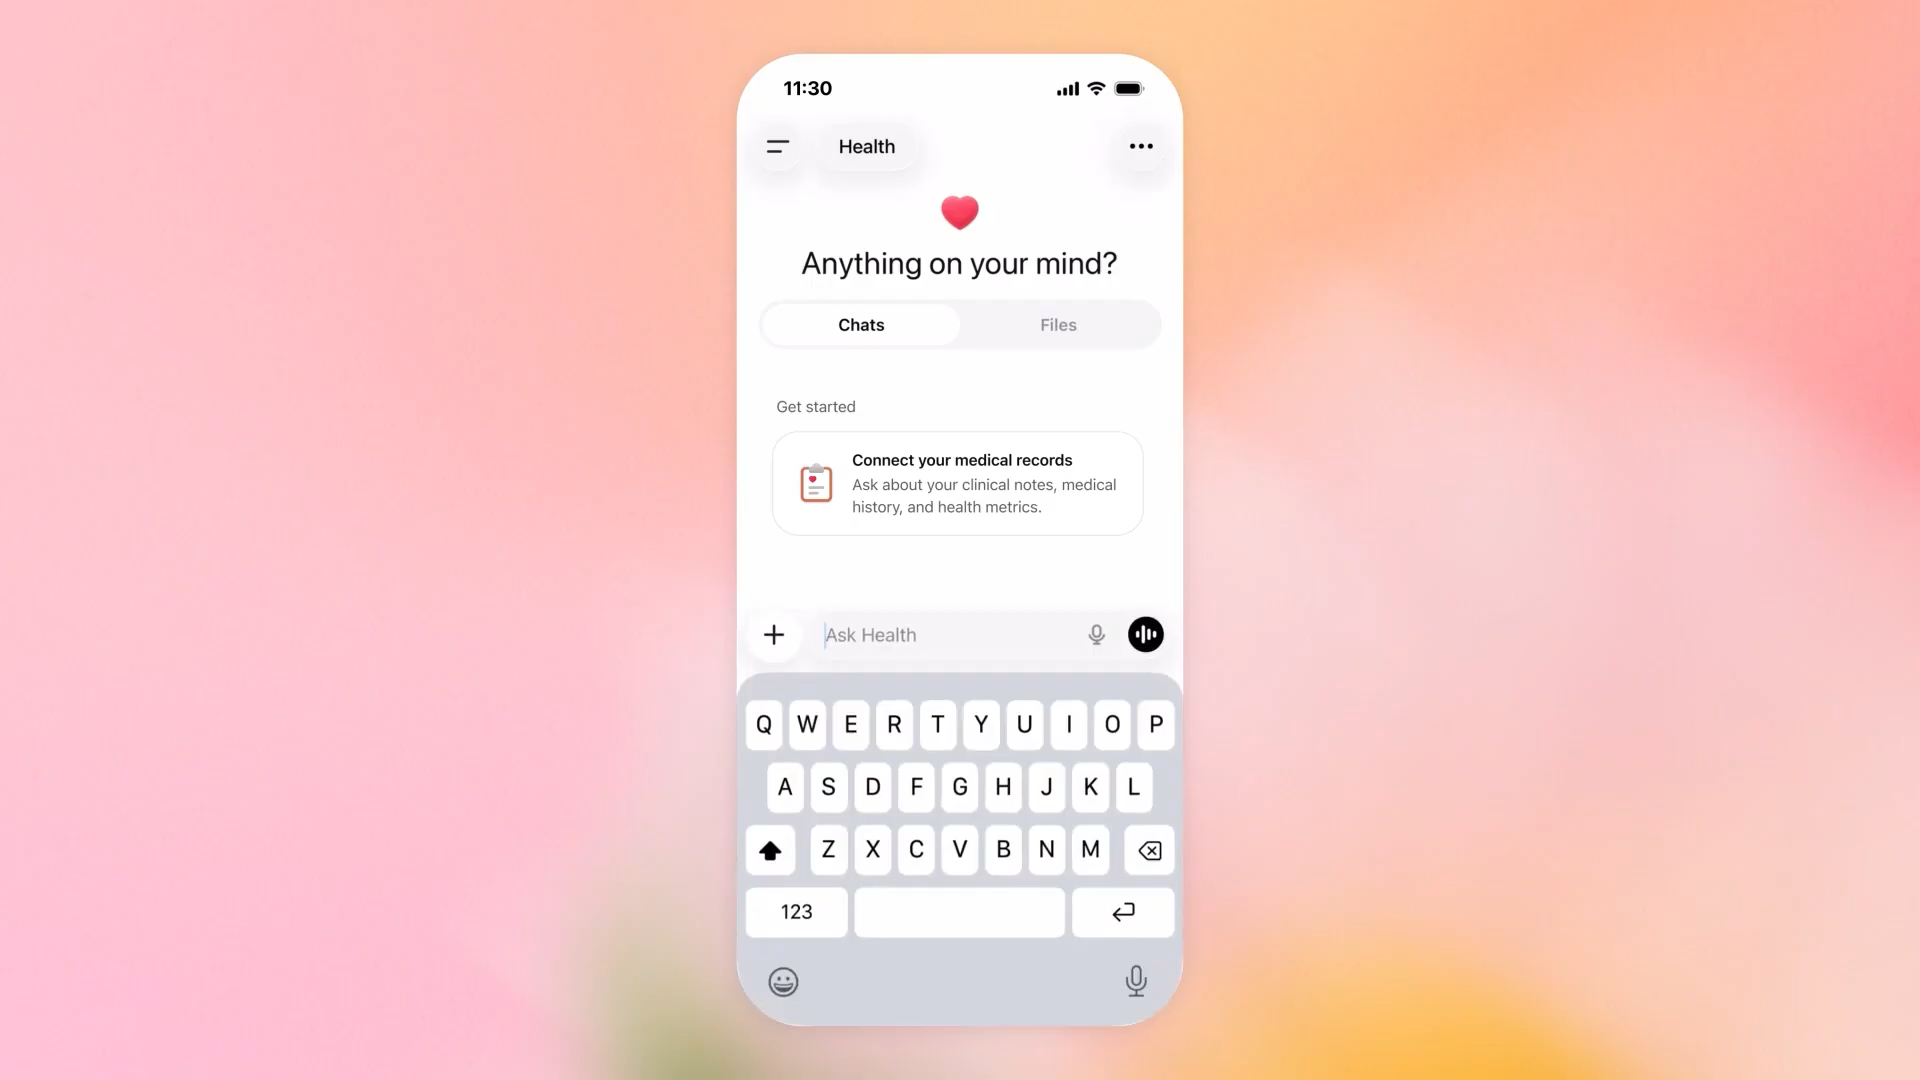 11:30
Health
Anything on your mind?
Chats Files
Get started
Connect your medical records
Ask about your clinical notes, medical
history, and health metrics.
Ask Health
Q W E R T Y U I O P
A S D F G H J K L
Z X C V B N M
123